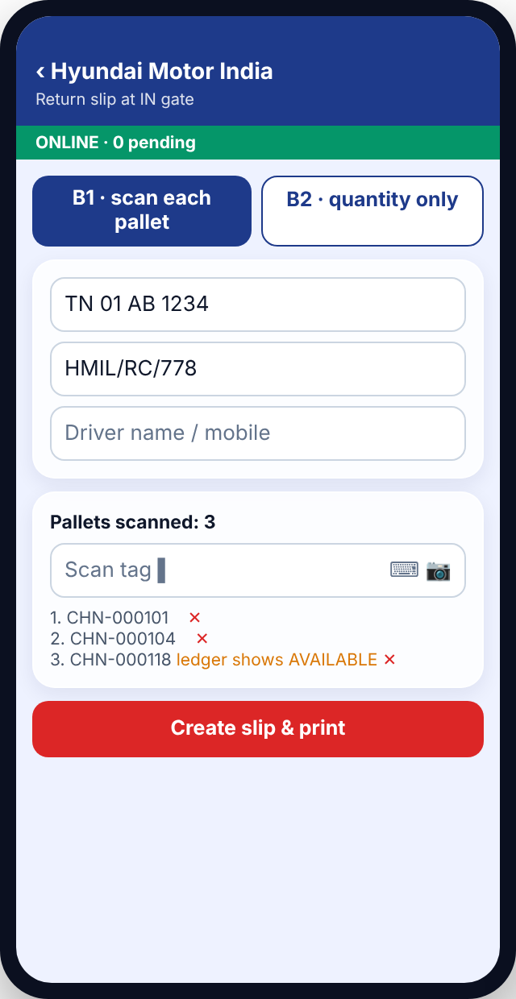 ‹ Hyundai Motor India
Return slip at IN gate
ONLINE · 0 pending
B1 · scan each
pallet
B2 · quantity only
TN 01 AB 1234
HMIL/RC/778
Driver name / mobile
Pallets scanned: 3
Scan tag
1. CHN-000101 ✕
2. CHN-000104 ✕
3. CHN-000118 ledger shows AVAILABLE ✕
Create slip & print